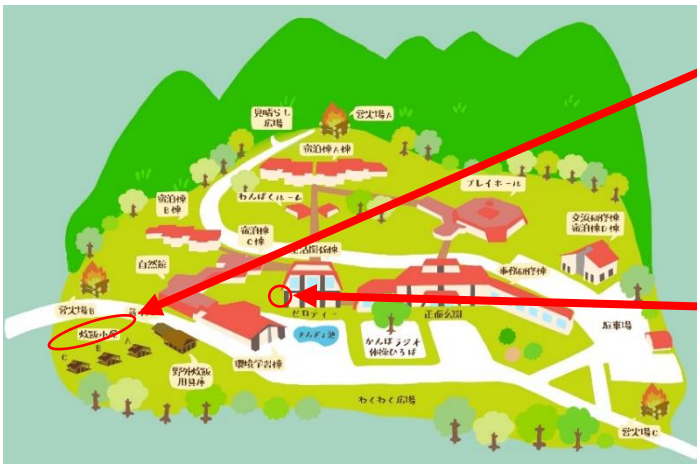 見晴らし
広場
営火場A
宿泊棟A棟
わんぱくルーム
プレイホール
宿泊棟
B棟
宿泊棟
C棟
交流研修棟
宿泊棟D棟
自然館
事務研修棟
営火場B
炊飯小屋
A
B
C
野外炊飯
用具庫
環境学習棟
ピロティー
正面玄関
かんぽラジオ
体操ひろば
駐車場
わくわく広場
営火場C